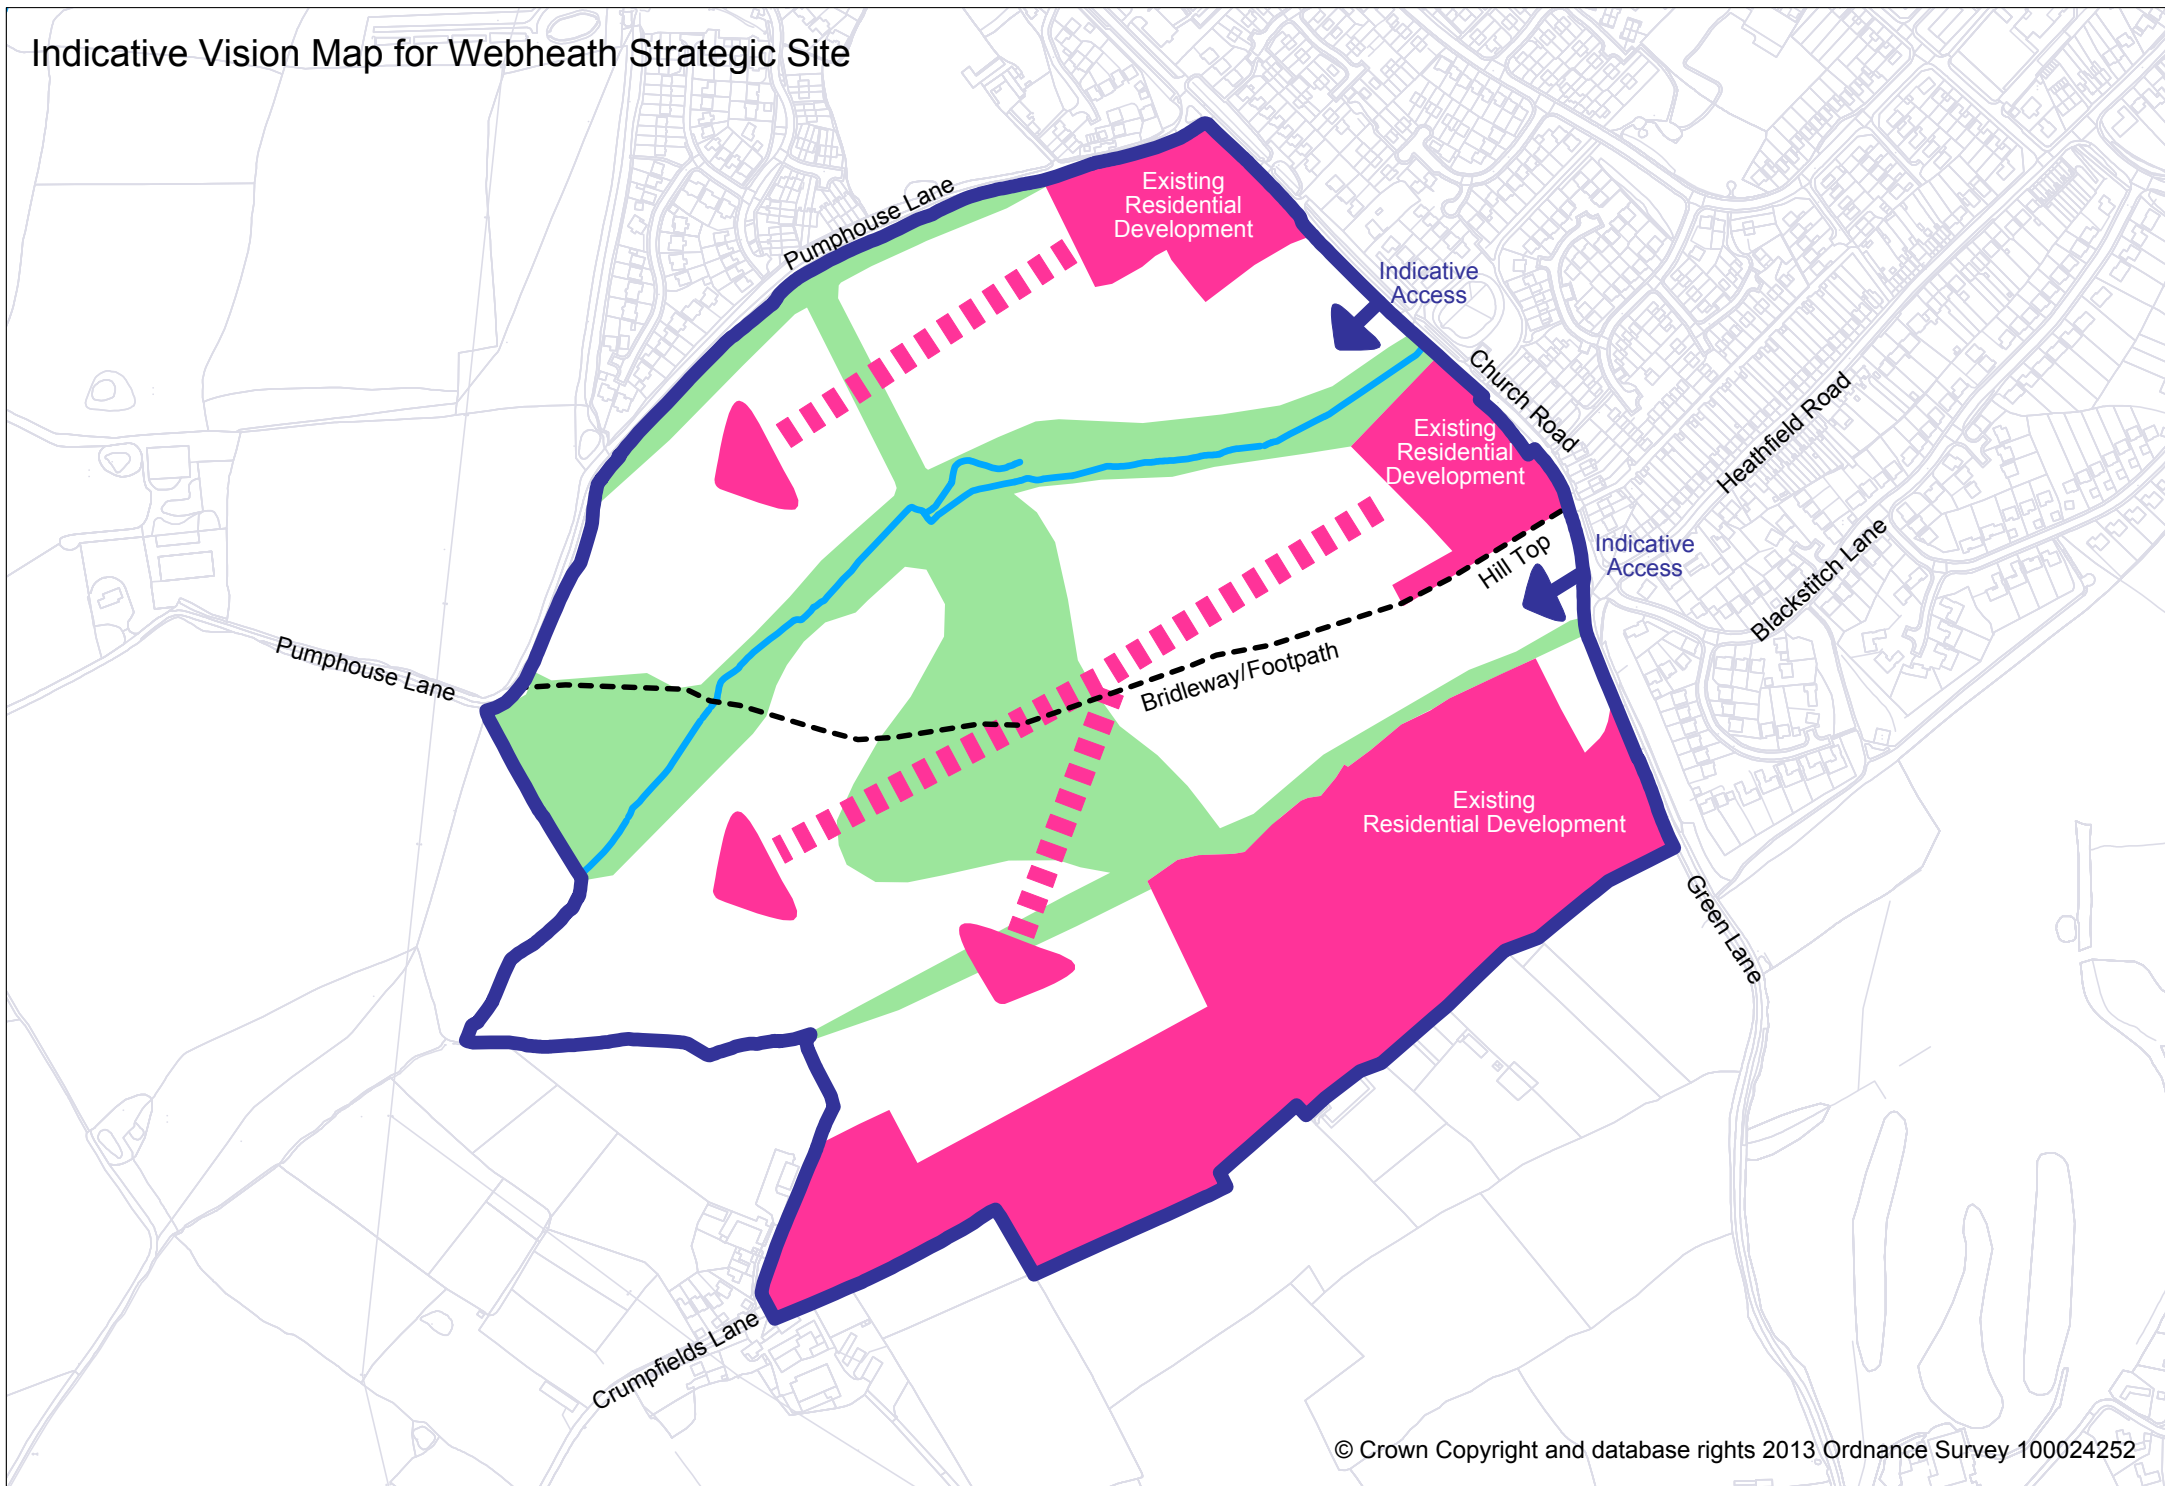 Indicative Vision Map for Webheath Strategic Site
Existing
Residential
Development
Pumphouse Lane
Indicative
Access
Church Road
Heathfield Road
Existing
Residential
Development
Hill Top
Indicative
Access
Blackstitch Lane
Pumphouse Lane
Bridleway/Footpath
Existing
Residential Development
Green Lane
Crumpfields Lane
© Crown Copyright and database rights 2013 Ordnance Survey 100024252